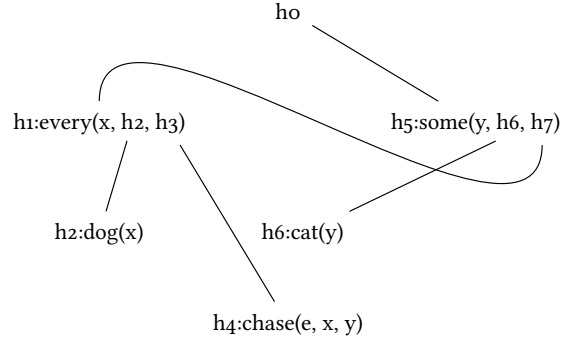 h0
h1:every(x, h2, h3)
h5:some(y, h6, h7)
h2:dog(x)
h6:cat(y)
h4:chase(e, x, y)